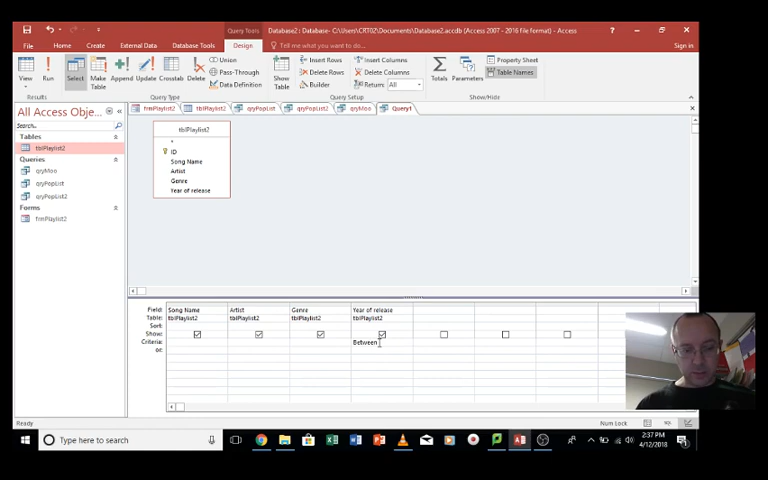 Query Tools
Database2 : Database- C:\Users\CRT02\Documents\Database2.accdb (Access 2007 - 2016 file format) - Access
File Home Create External Data Database Tools Design Tell me what you want to do... Sign in
View Run Select Make Table Append Update Crosstab Delete
Union
Pass-Through
Data Definition
Show Table
Insert Rows
Delete Rows
Builder
Insert Columns
Delete Columns
Return: All
Totals Parameters
Property Sheet
Table Names
Results Query Type Query Setup Show/Hide
All Access Obje...
Search...
Tables
tblPlaylist2
Queries
qryMoo
qryPopList
qryPopList2
Forms
frmPlaylist2
frmPlaylist2 tblPlaylist2 qryPopList qryPopList2 qryMoo Query1
tblPlaylist2
*
ID
Song Name
Artist
Genre
Year of release
Field: Song Name Artist Genre Year of release
Table: tblPlaylist2 tblPlaylist2 tblPlaylist2 tblPlaylist2
Sort:
Show:
Criteria: Between
or:
Ready
Num Lock
Type here to search
2:37 PM
4/12/2018